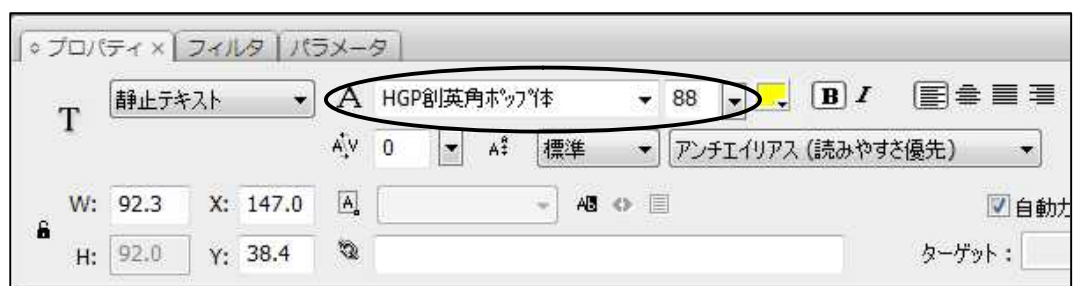 プロパティ × フィルタ パラメータ
T 静止テキスト A HGP創英角ポップ体 88 B I
A V 0 A 標準 アンチエイリアス (読みやすさ優先)
W: 92.3 X: 147.0 A AB <>
自動
H: 92.0 Y: 38.4 ターゲット :